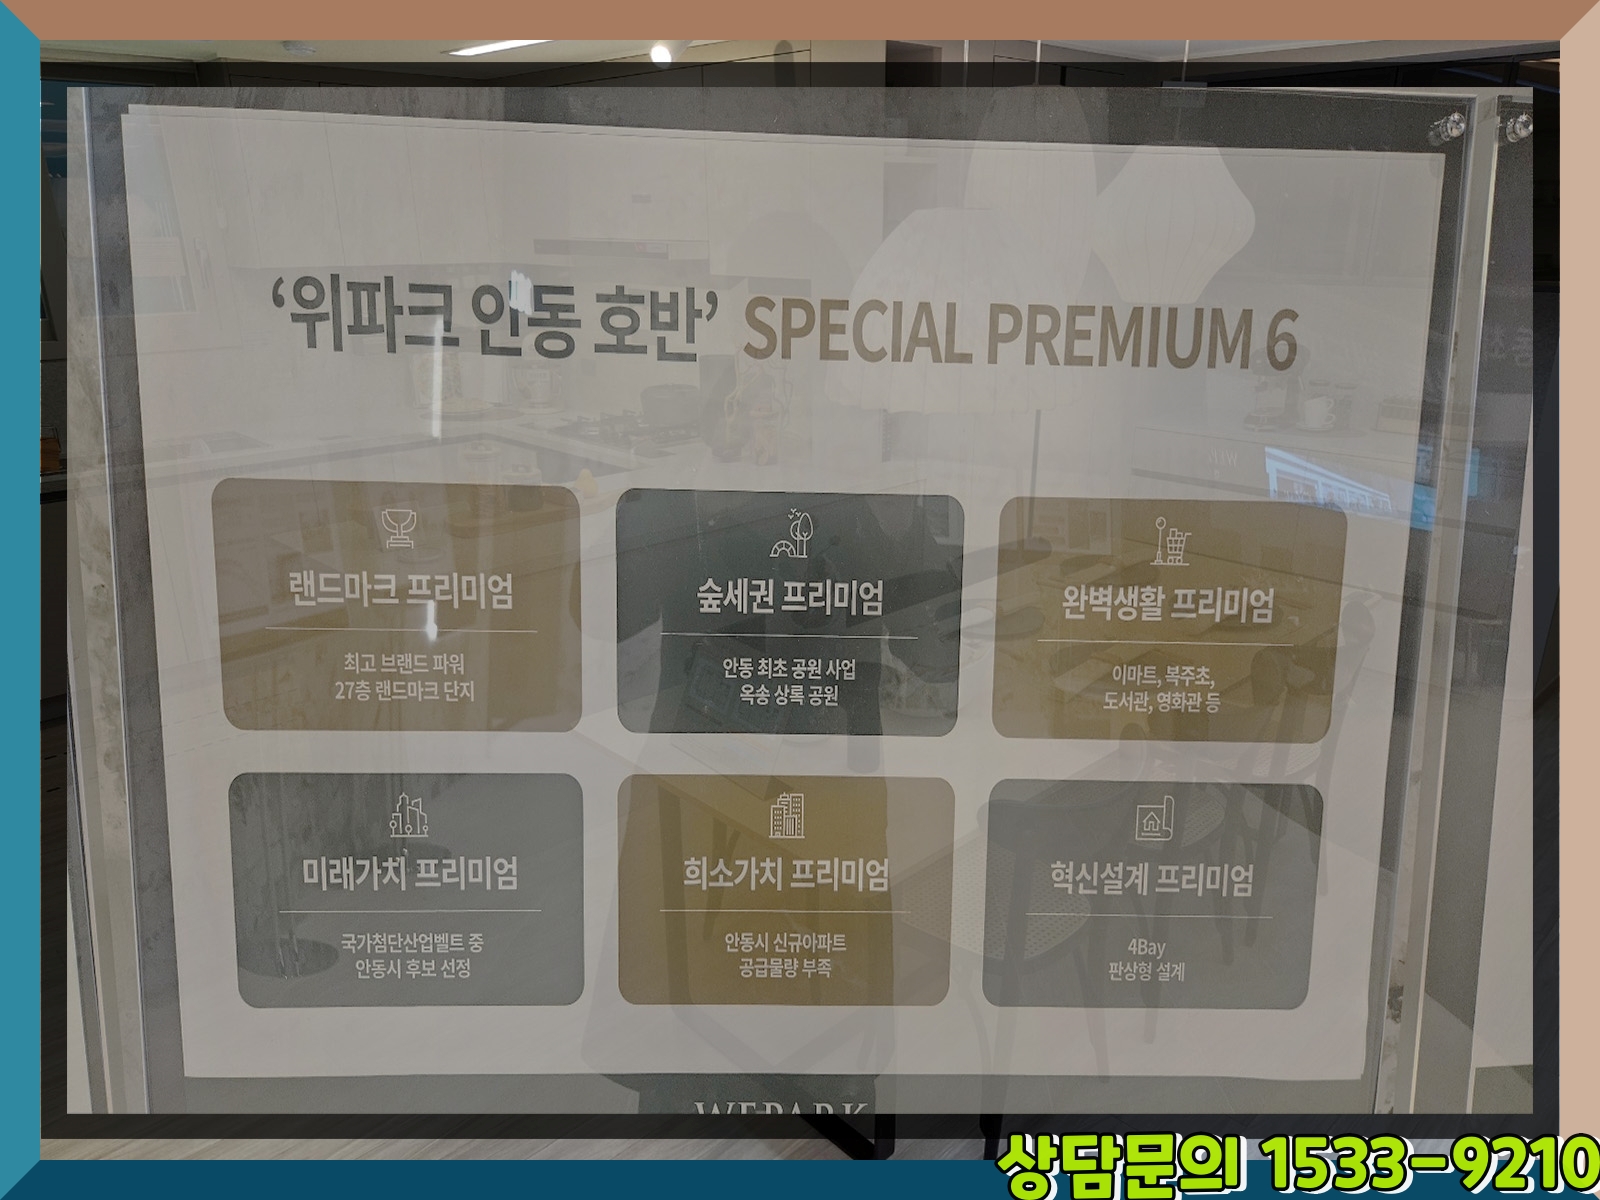 ‘위파크 안동 호반’ SPECIAL PREMIUM 6
랜드마크 프리미엄
최고 브랜드 파워
27층 랜드마크 단지
숲세권 프리미엄
안동 최초 공원 사업
옥송 상록 공원
완벽생활 프리미엄
이마트, 복주초,
도서관, 영화관 등
미래가치 프리미엄
국가첨단산업벨트 중
안동시 후보 선정
희소가치 프리미엄
안동시 신규아파트
공급물량 부족
혁신설계 프리미엄
4Bay
판상형 설계
WEPARK
상담문의 1533-9210